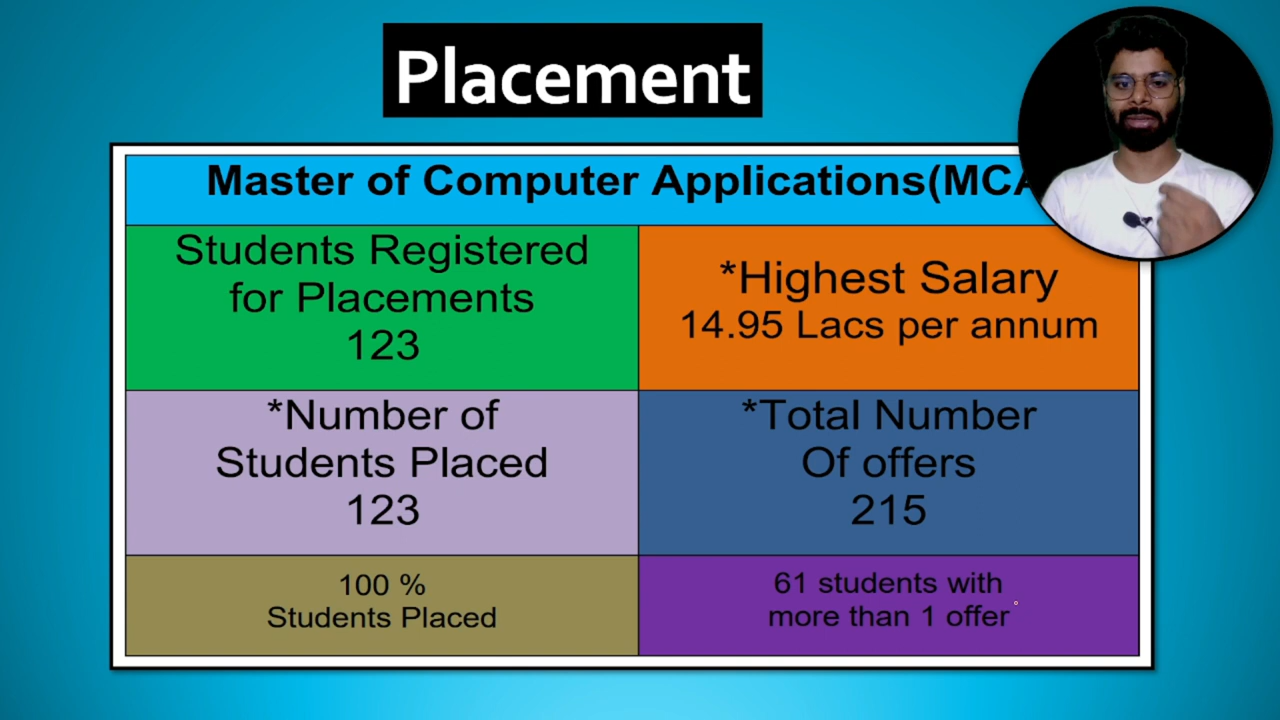 Placement
Master of Computer Applications(MCA
Students Registered
for Placements
123
*Highest Salary
14.95 Lacs per annum
*Number of
Students Placed
123
*Total Number
Of offers
215
100 %
Students Placed
61 students with
more than 1 offer